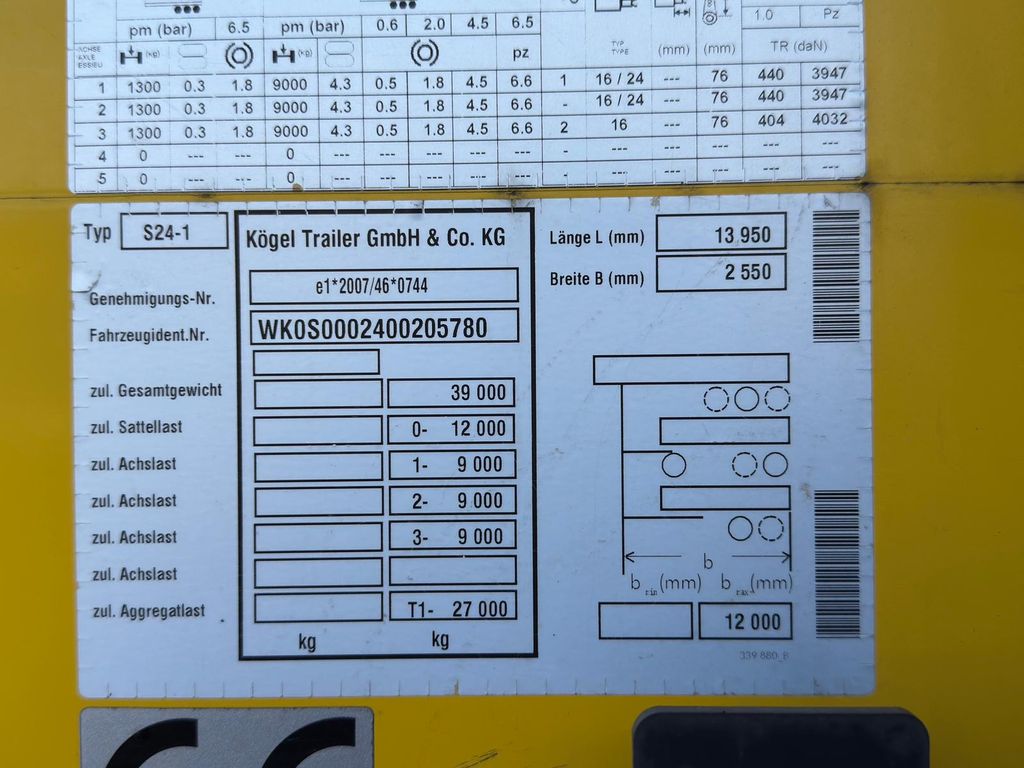 pm (bar) 6.5 pm (bar) 0.6 2.0 4.5 6.5 1.0 Pz
ACHSE
AXLE
ESSIEU
(kg) (kg) pz TYP (mm) (mm) TR (daN)
TYPE
1 1300 0.3 1.8 9000 4.3 0.5 1.8 4.5 6.6 1 16 / 24 --- 76 440 3947
2 1300 0.3 1.8 9000 4.3 0.5 1.8 4.5 6.6 - 16 / 24 --- 76 440 3947
3 1300 0.3 1.8 9000 4.3 0.5 1.8 4.5 6.6 2 16 --- 76 404 4032
4 0 --- --- 0 --- --- --- --- --- - --- --- --- --- ---
5 0 --- --- 0 --- --- --- --- --- - --- --- --- --- ---
Typ S24-1
Kögel Trailer GmbH & Co. KG
Länge L (mm) 13 950
Breite B (mm) 2 550
Genehmigungs-Nr. e1*2007/46*0744
Fahrzeugident.Nr. WK0S0002400205780
zul. Gesamtgewicht 39 000
zul. Sattellast 0- 12 000
zul. Achslast 1- 9 000
zul. Achslast 2- 9 000
zul. Achslast 3- 9 000
zul. Achslast
zul. Aggregatlast T1- 27 000
kg kg
b
b min (mm) b max (mm)
12 000
339 880_B
CE